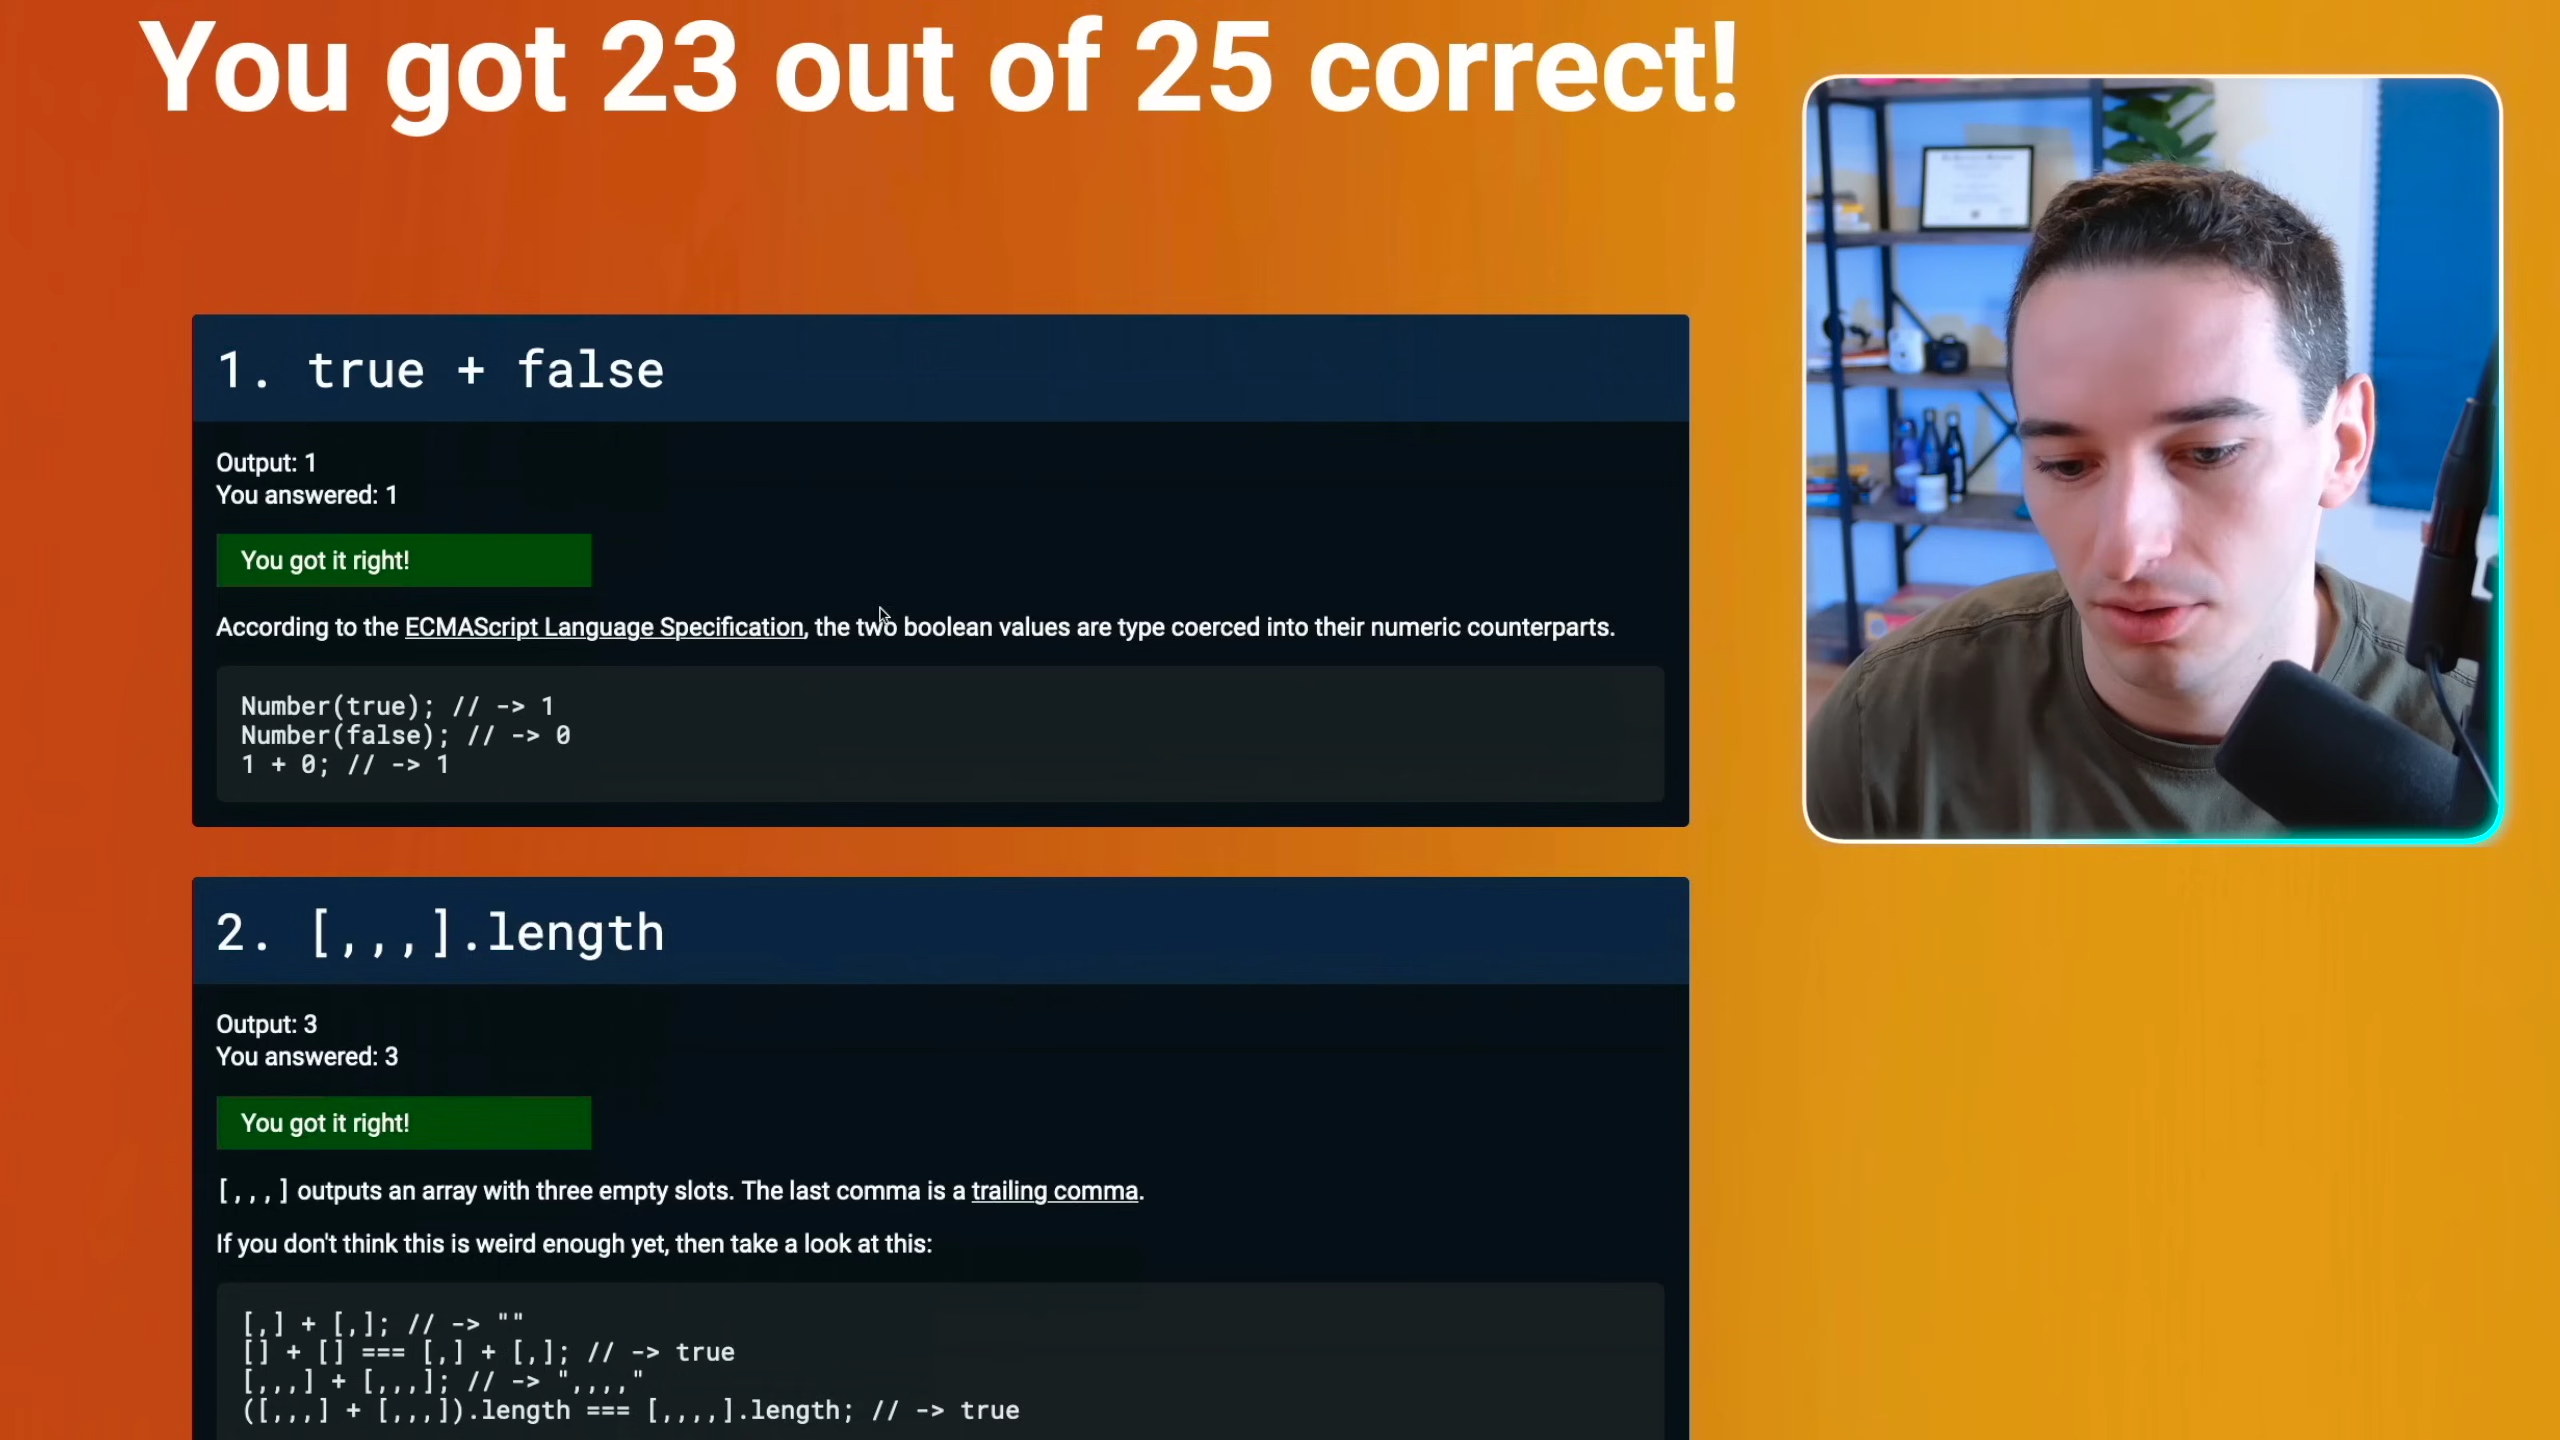 You got 23 out of 25 correct!
1. true + false
Output: 1
You answered: 1
You got it right!
According to the ECMAScript Language Specification, the two boolean values are type coerced into their numeric counterparts.
Number(true); // -> 1
Number(false); // -> 0
1 + 0; // -> 1
2. [,,,].length
Output: 3
You answered: 3
You got it right!
[,,,] outputs an array with three empty slots. The last comma is a trailing comma.
If you don't think this is weird enough yet, then take a look at this:
[,] + [,]; // -> ""
[] + [] === [,] + [,]; // -> true
[,,,] + [,,,]; // -> ",,,,"
([,,,] + [,,,]).length === [,,,,].length; // -> true